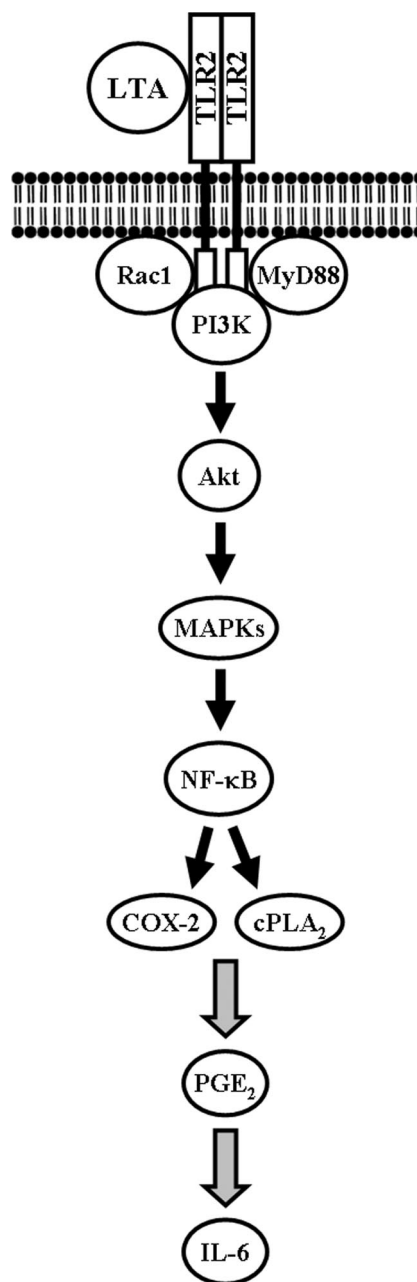 LTA
TLR2
TLR2
Rac1
MyD88
PI3K
Akt
MAPKs
NF-κB
COX-2
cPLA₂
PGE₂
IL-6